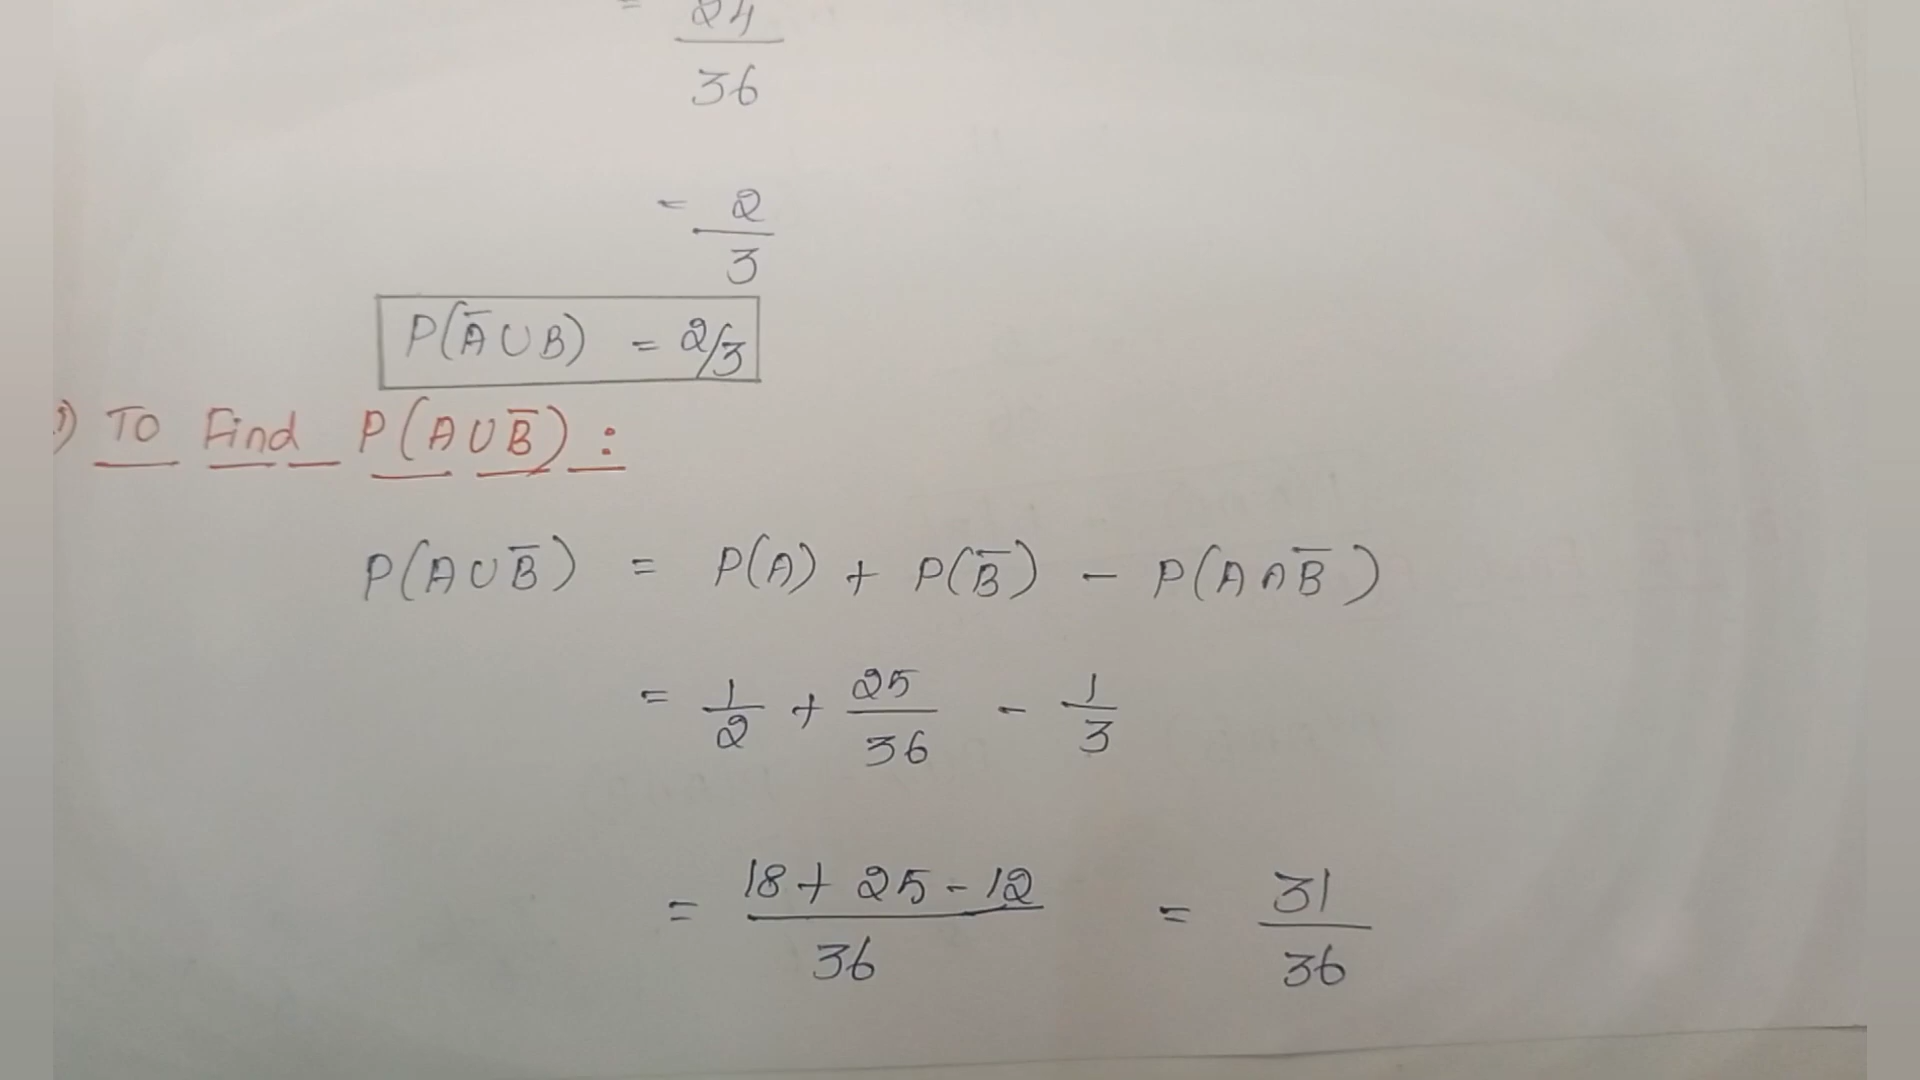 = 24/36
= 2/3
P(A̅ ∪ B) = 2/3
) To Find P(A ∪ B̅) :
P(A ∪ B̅) = P(A) + P(B̅) - P(A ∩ B̅)
= 1/2 + 25/36 - 1/3
= (18 + 25 - 12)/36 = 31/36